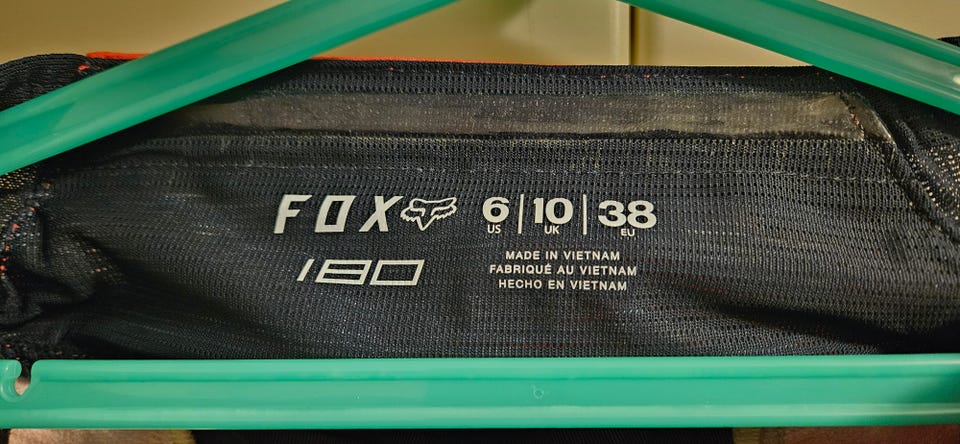 FOX 6 | 10 | 38
US UK EU
180
MADE IN VIETNAM
FABRIQUÉ AU VIETNAM
HECHO EN VIETNAM